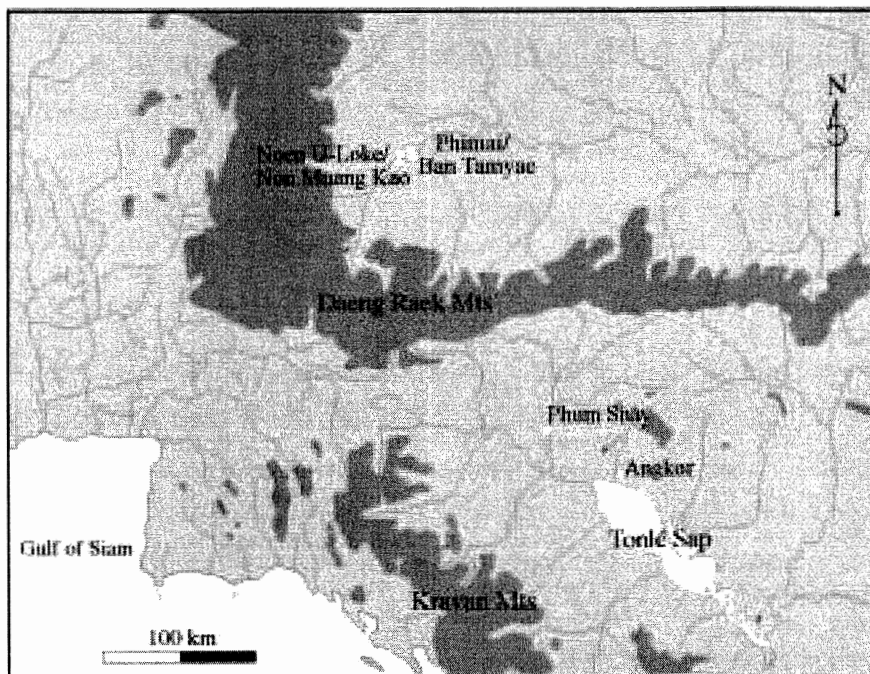 N
Noen U-Loke/
Non Muang Kao
Phimai/
Ban Tamyae
Daeng Raek Mts
Phum Snay
Angkor
Gulf of Siam
Tonlé Sap
Kravan Mts
100 km